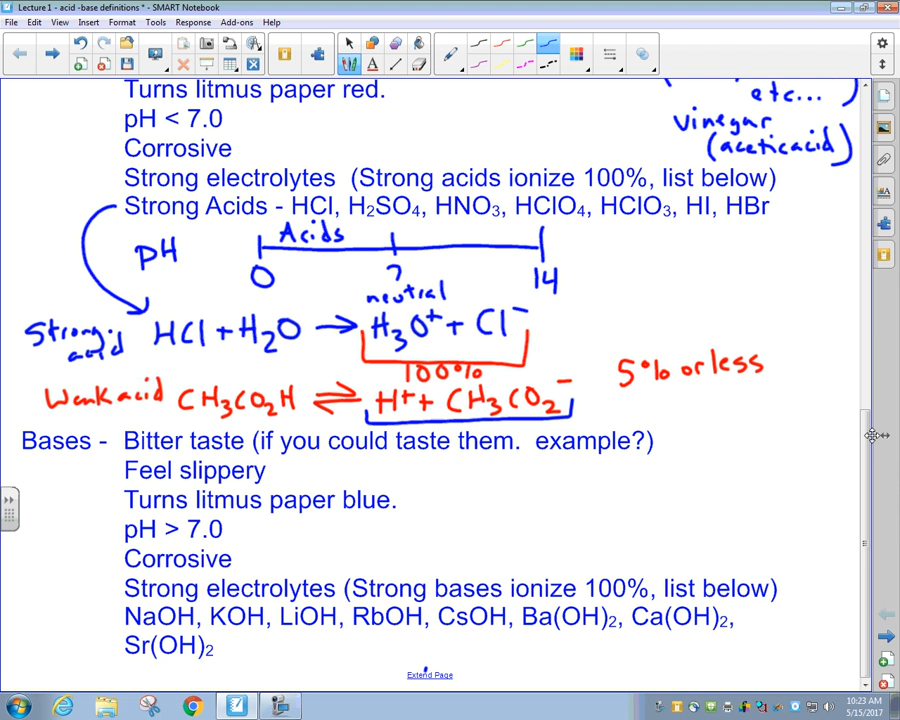 Lecture 1 - acid -base definitions * - SMART Notebook
File Edit View Insert Format Tools Response Add-ons Help
Turns litmus paper red.
etc... )
pH < 7.0
vinegar
Corrosive
(acetic acid)
Strong electrolytes (Strong acids ionize 100%, list below)
Strong Acids - HCl, H₂SO₄, HNO₃, HClO₄, HClO₃, HI, HBr
Acids
pH
0 7 14
neutral
Strong acid HCl + H₂O → H₃O⁺ + Cl⁻
100%
5% or less
Weak acid CH₃CO₂H ⇌ H⁺ + CH₃CO₂⁻
Bases - Bitter taste (if you could taste them. example?)
Feel slippery
Turns litmus paper blue.
pH > 7.0
Corrosive
Strong electrolytes (Strong bases ionize 100%, list below)
NaOH, KOH, LiOH, RbOH, CsOH, Ba(OH)₂, Ca(OH)₂,
Sr(OH)₂
Extend Page
10:23 AM
5/15/2017